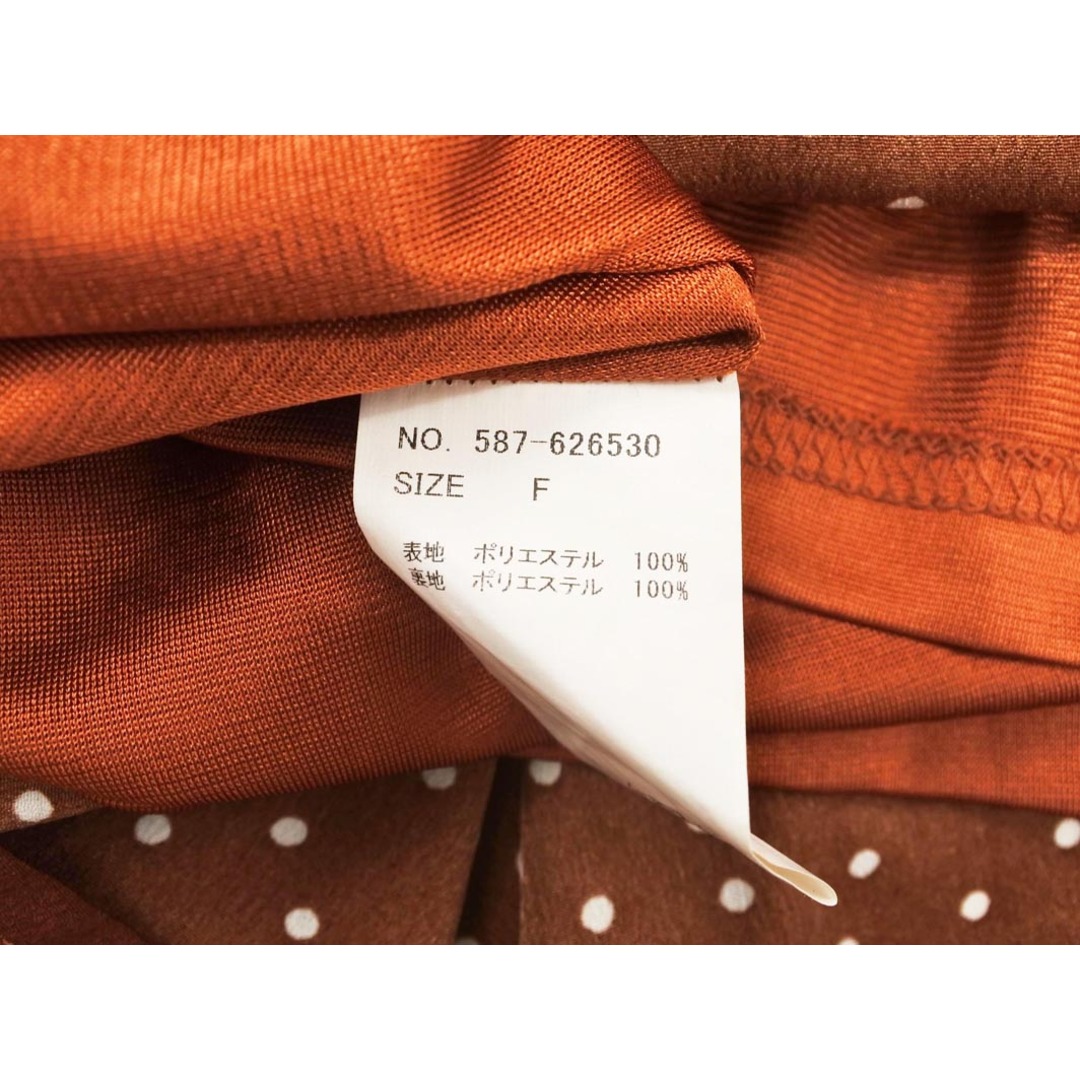 NO. 587-626530
SIZE F
表地 ポリエステル 100%
裏地 ポリエステル 100%